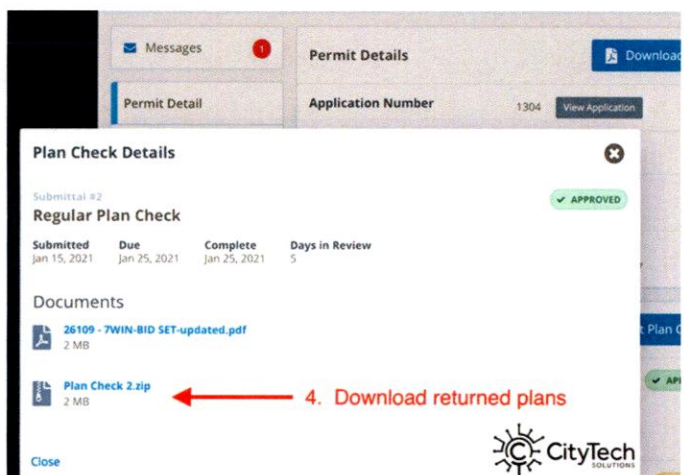 Messages
1
Permit Details
Download
Permit Detail
Application Number
1304
View Application
Plan Check Details
Submittal #2
APPROVED
Regular Plan Check
Submitted Due Complete Days in Review
Jan 15, 2021 Jan 25, 2021 Jan 25, 2021 5
Documents
26109 - 7WIN-BID SET-updated.pdf
2 MB
t Plan C
Plan Check 2.zip
2 MB
4. Download returned plans
AP
Close
CityTech
SOLUTIONS